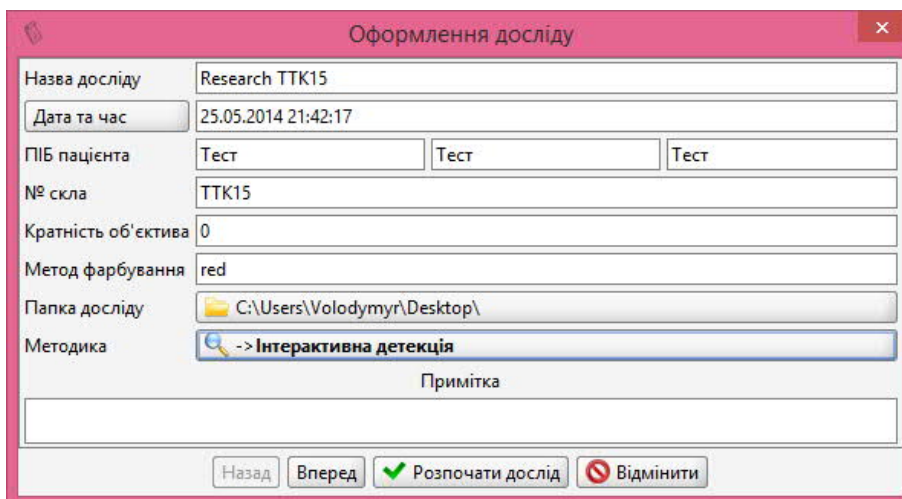 Оформлення досліду
Назва досліду Research TTK15
Дата та час 25.05.2014 21:42:17
ПІБ пацієнта Тест Тест Тест
№ скла TTK15
Кратність об'єктива 0
Метод фарбування red
Папка досліду C:\Users\Volodymyr\Desktop\
Методика ->Інтерактивна детекція
Примітка
Назад Вперед Розпочати дослід Відмінити